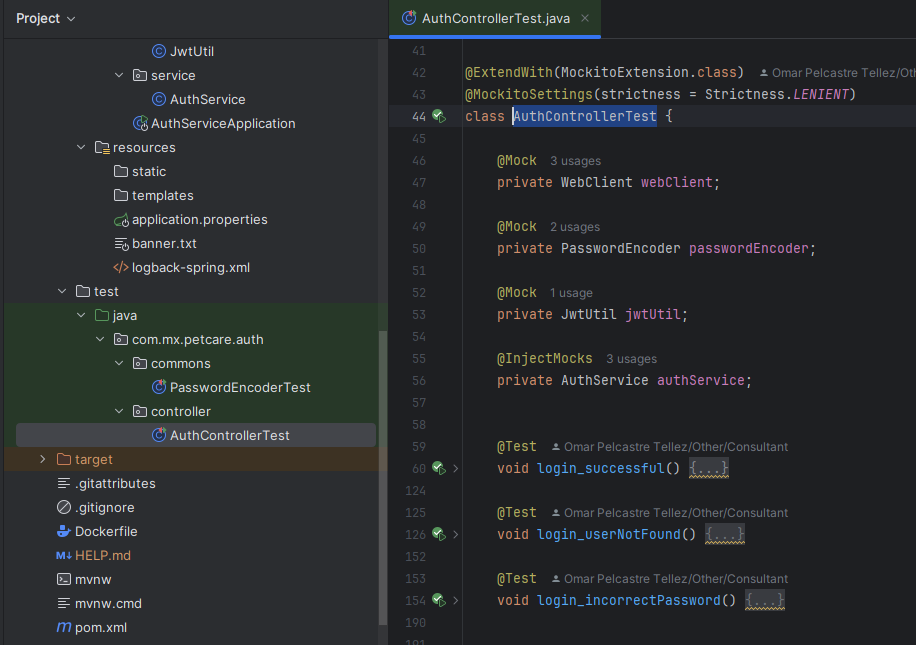 Project
JwtUtil
service
AuthService
AuthServiceApplication
resources
static
templates
application.properties
banner.txt
logback-spring.xml
test
java
com.mx.petcare.auth
commons
PasswordEncoderTest
controller
AuthControllerTest
target
.gitattributes
.gitignore
Dockerfile
HELP.md
mvnw
mvnw.cmd
pom.xml
AuthControllerTest.java
41
42 @ExtendWith(MockitoExtension.class) Omar Pelcastre Tellez/Oth
43 @MockitoSettings(strictness = Strictness.LENIENT)
44 class AuthControllerTest {
45
46 @Mock 3 usages
47 private WebClient webClient;
48
49 @Mock 2 usages
50 private PasswordEncoder passwordEncoder;
51
52 @Mock 1 usage
53 private JwtUtil jwtUtil;
54
55 @InjectMocks 3 usages
56 private AuthService authService;
57
58
59 @Test Omar Pelcastre Tellez/Other/Consultant
60 void login_successful() {...}
124
125 @Test Omar Pelcastre Tellez/Other/Consultant
126 void login_userNotFound() {...}
152
153 @Test Omar Pelcastre Tellez/Other/Consultant
154 void login_incorrectPassword() {...}
190
191